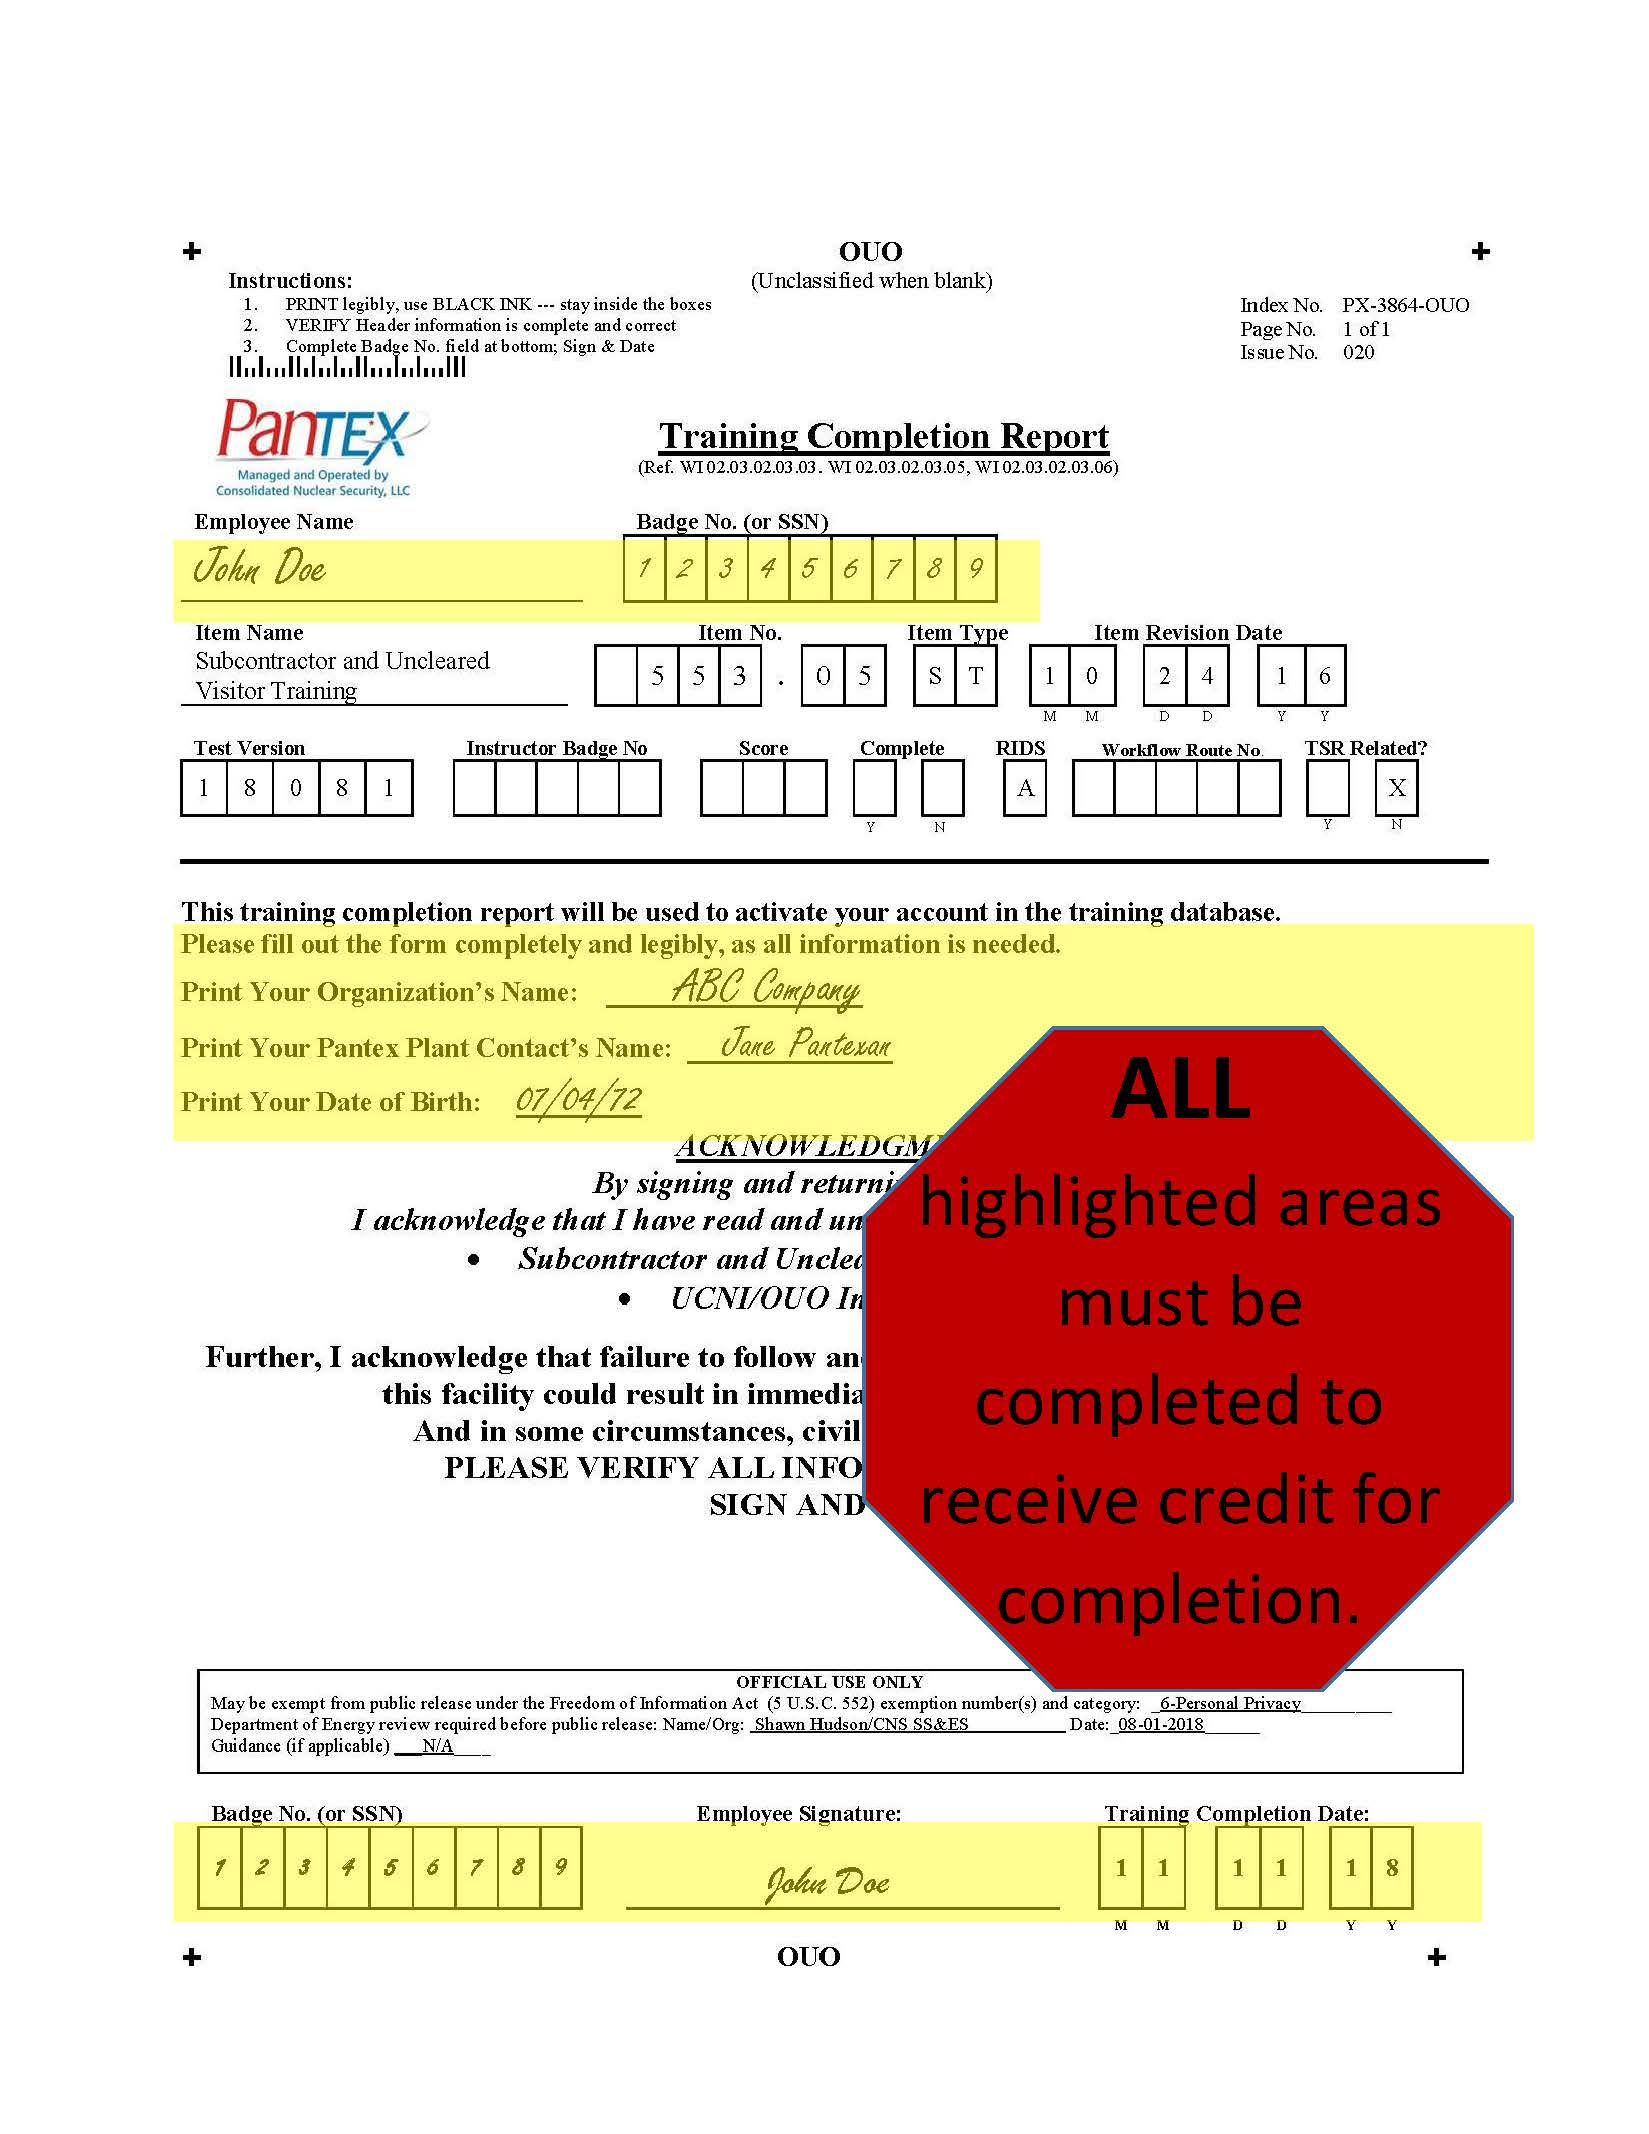 OUO
(Unclassified when blank)
Instructions:
1. PRINT legibly, use BLACK INK --- stay inside the boxes
2. VERIFY Header information is complete and correct
3. Complete Badge No. field at bottom; Sign & Date
Index No. PX-3864-OUO
Page No. 1 of 1
Issue No. 020
PANTEX
Managed and Operated by
Consolidated Nuclear Security, LLC
Training Completion Report
(Ref. WI 02.03.02.03.03. WI 02.03.02.03.05, WI 02.03.02.03.06)
Employee Name Badge No. (or SSN)
John Doe 1 2 3 4 5 6 7 8 9
Item Name Item No. Item Type Item Revision Date
Subcontractor and Uncleared
Visitor Training
5 5 3 . 0 5 S T 1 0 2 4 1 6
M M D D Y Y
Test Version Instructor Badge No Score Complete RIDS Workflow Route No. TSR Related?
1 8 0 8 1 A X
Y N Y N
This training completion report will be used to activate your account in the training database.
Please fill out the form completely and legibly, as all information is needed.
Print Your Organization's Name: ABC Company
Print Your Pantex Plant Contact's Name: Jane Pantexan
Print Your Date of Birth: 07/04/72
ACKNOWLEDGM
By signing and returni
I acknowledge that I have read and un
• Subcontractor and Unclea
• UCNI/OUO In
Further, I acknowledge that failure to follow an
this facility could result in immedia
And in some circumstances, civil
PLEASE VERIFY ALL INFO
SIGN AND
ALL
highlighted areas
must be
completed to
receive credit for
completion.
OFFICIAL USE ONLY
May be exempt from public release under the Freedom of Information Act (5 U.S.C. 552) exemption number(s) and category: 6-Personal Privacy
Department of Energy review required before public release: Name/Org: Shawn Hudson/CNS SS&ES Date: 08-01-2018
Guidance (if applicable) N/A
Badge No. (or SSN) Employee Signature: Training Completion Date:
1 2 3 4 5 6 7 8 9 John Doe 1 1 1 1 1 8
M M D D Y Y
OUO